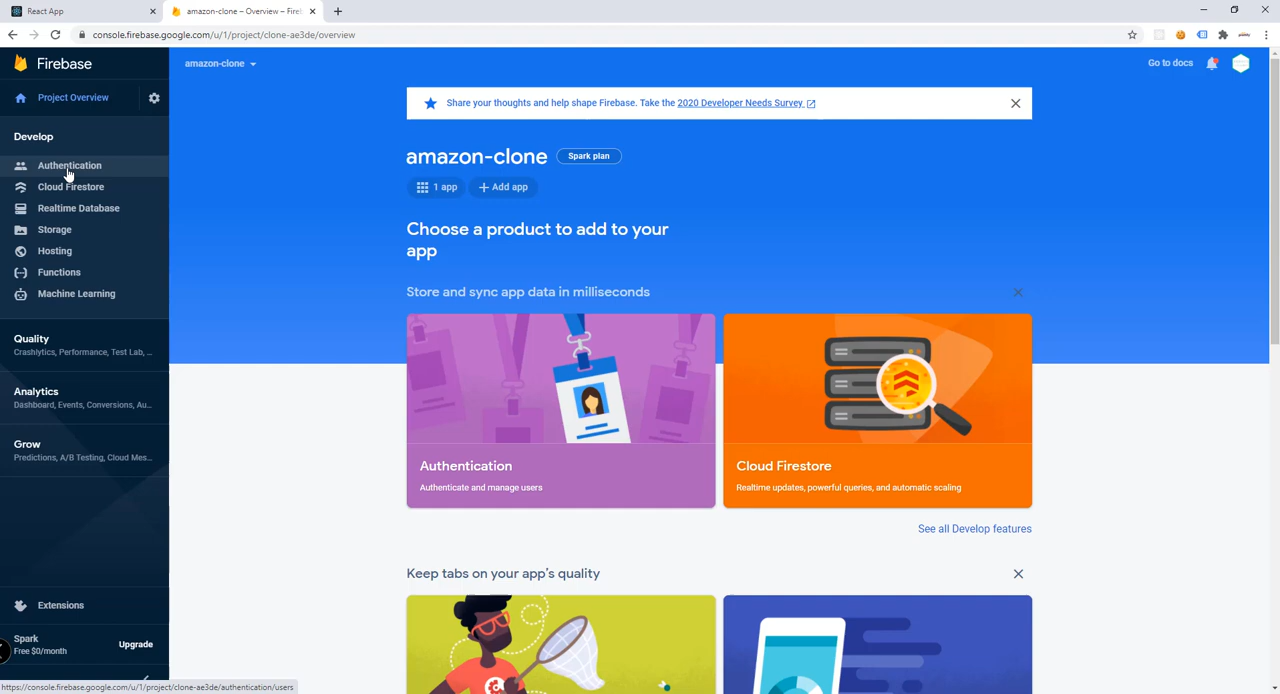 React App
amazon-clone – Overview – Fire
console.firebase.google.com/u/1/project/clone-ae3de/overview
Firebase
amazon-clone
Go to docs
Project Overview
Share your thoughts and help shape Firebase. Take the 2020 Developer Needs Survey
Develop
amazon-clone
Spark plan
Authentication
Cloud Firestore
1 app
Add app
Realtime Database
Storage
Choose a product to add to your
app
Hosting
Functions
Machine Learning
Store and sync app data in milliseconds
Quality
Crashlytics, Performance, Test Lab, ...
Analytics
Dashboard, Events, Conversions, Au...
Grow
Predictions, A/B Testing, Cloud Mes...
Authentication
Authenticate and manage users
Cloud Firestore
Realtime updates, powerful queries, and automatic scaling
See all Develop features
Keep tabs on your app's quality
Extensions
Spark
Free $0/month
Upgrade
https://console.firebase.google.com/u/1/project/clone-ae3de/authentication/users